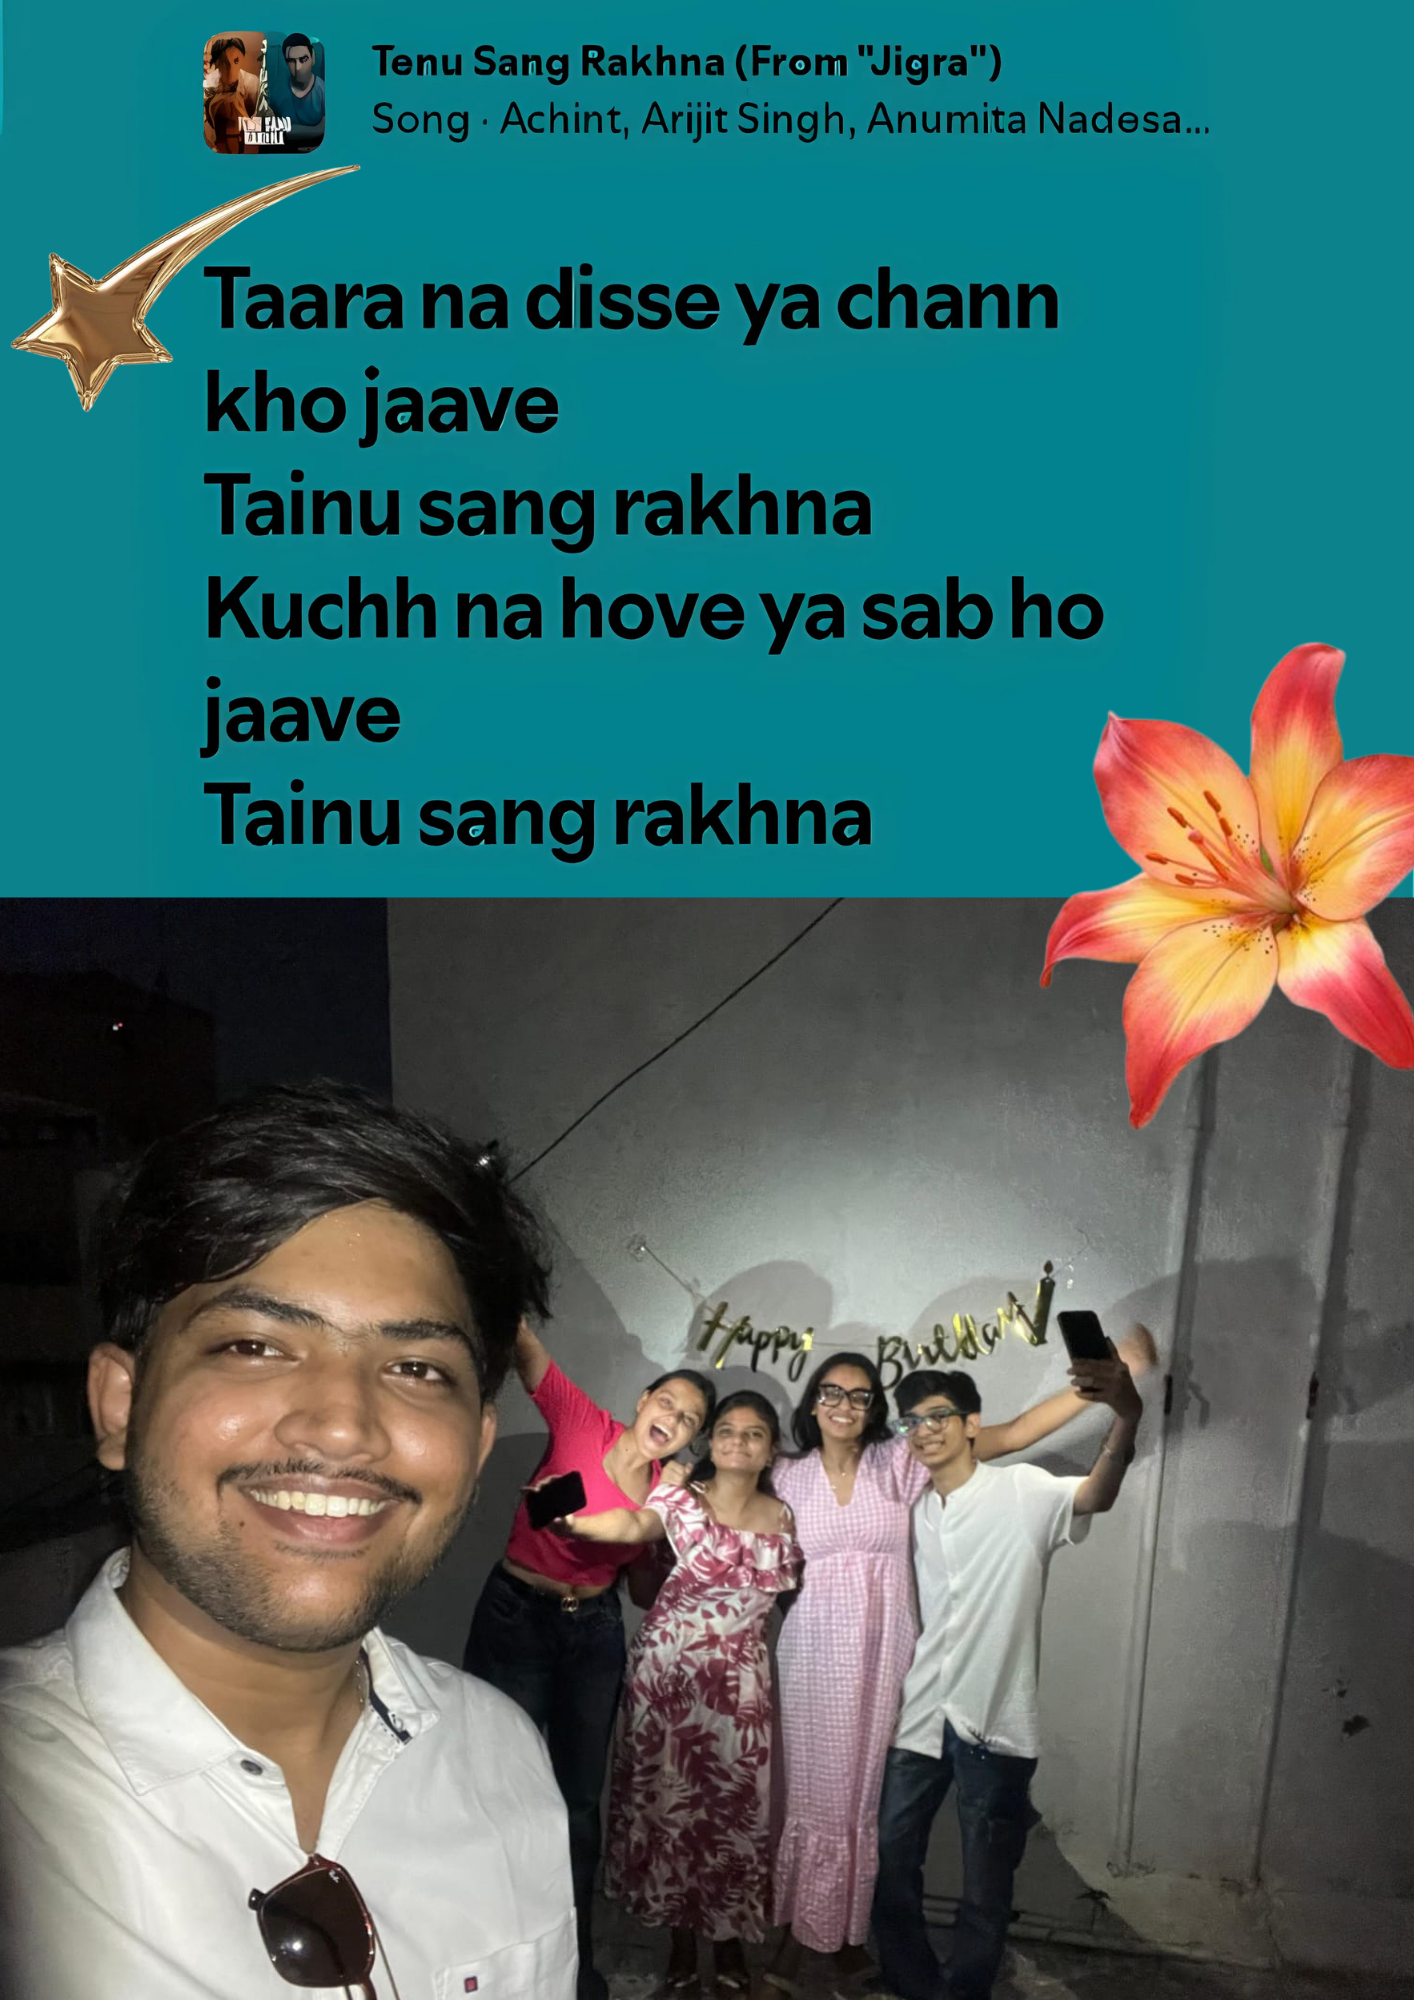 Tenu Sang Rakhna (From "Jigra")
Song · Achint, Arijit Singh, Anumita Nadesa...
Taara na disse ya chann
kho jaave
Tainu sang rakhna
Kuchh na hove ya sab ho
jaave
Tainu sang rakhna
Happy Birthday